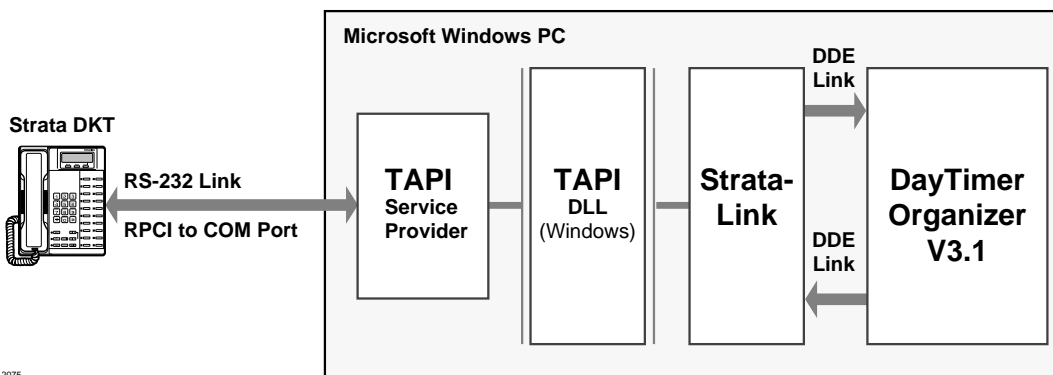 Microsoft Windows PC
Strata DKT
RS-232 Link
RPCI to COM Port
TAPI
Service
Provider
TAPI
DLL
(Windows)
Strata-
Link
DDE
Link
DDE
Link
DayTimer
Organizer
V3.1
2075